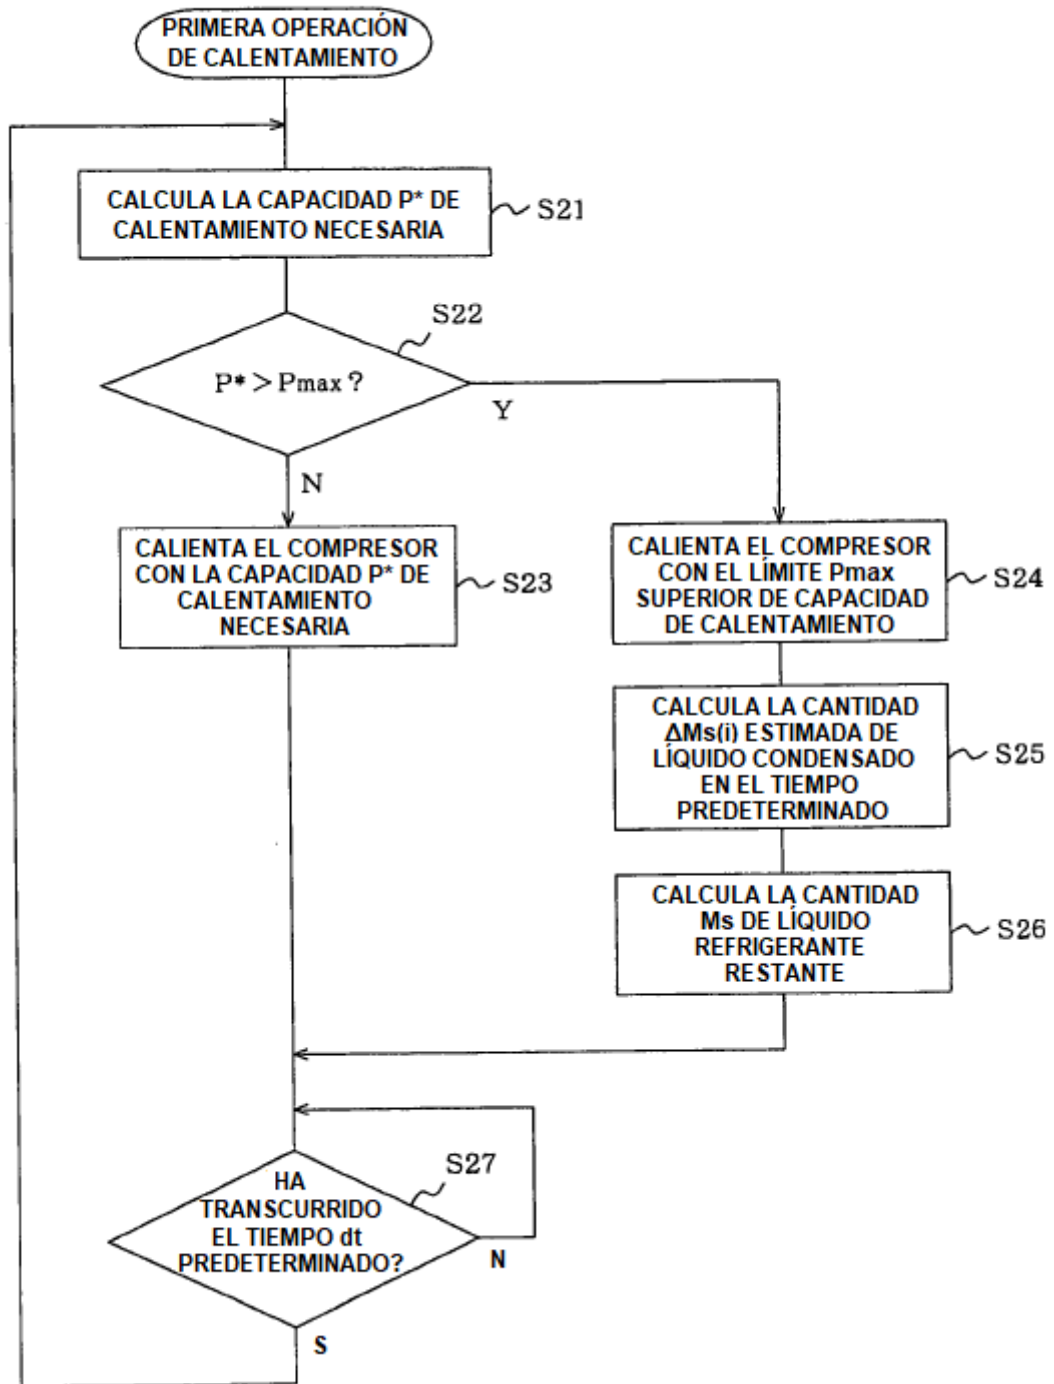 PRIMERA OPERACIÓN
DE CALENTAMIENTO
CALCULA LA CAPACIDAD P* DE
CALENTAMIENTO NECESARIA
S21
S22
P* > Pmax ?
Y
N
CALIENTA EL COMPRESOR
CON LA CAPACIDAD P* DE
CALENTAMIENTO
NECESARIA
S23
CALIENTA EL COMPRESOR
CON EL LÍMITE Pmax
SUPERIOR DE CAPACIDAD
DE CALENTAMIENTO
S24
CALCULA LA CANTIDAD
ΔMs(i) ESTIMADA DE
LÍQUIDO CONDENSADO
EN EL TIEMPO
PREDETERMINADO
S25
CALCULA LA CANTIDAD
Ms DE LÍQUIDO
REFRIGERANTE
RESTANTE
S26
S27
HA
TRANSCURRIDO
EL TIEMPO dt
PREDETERMINADO?
N
S